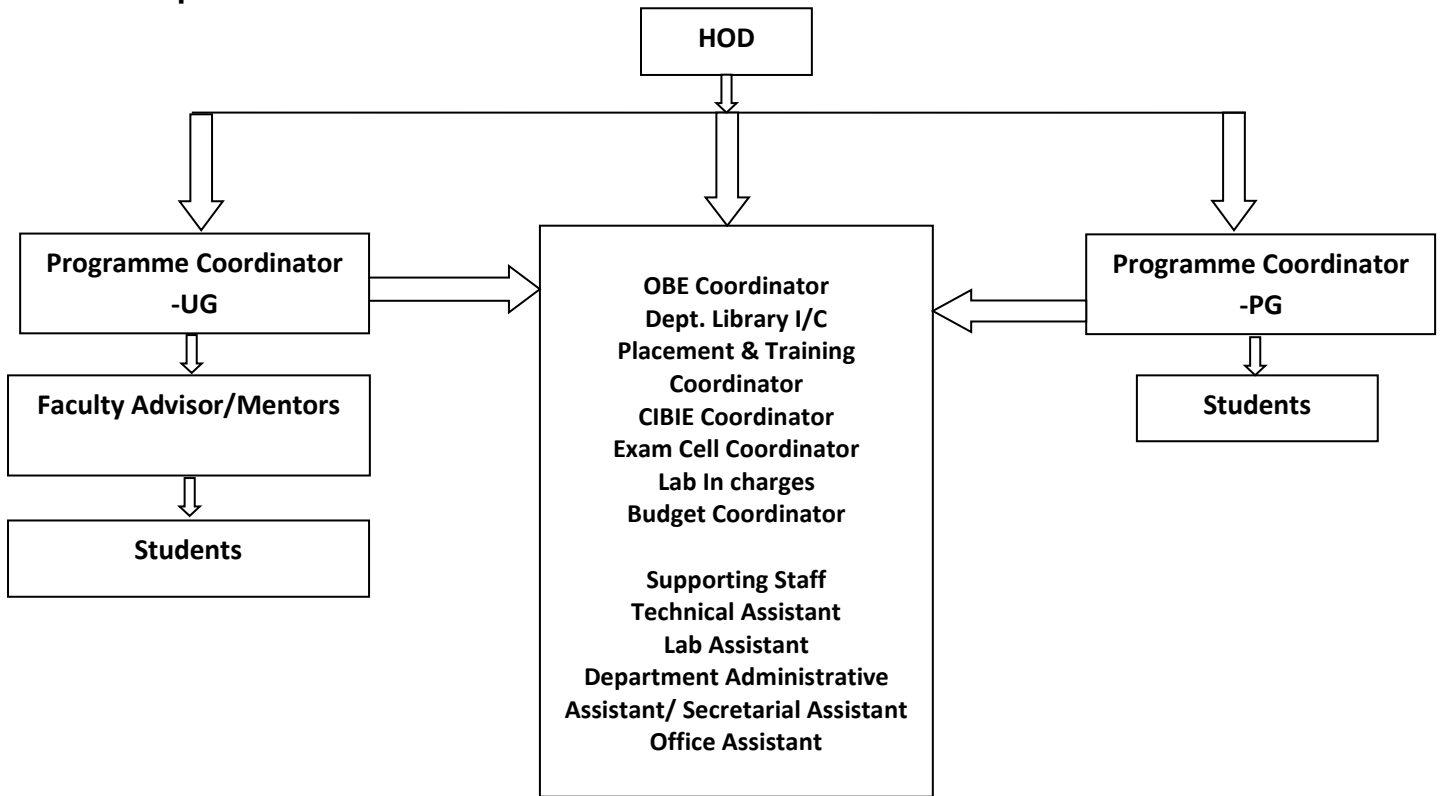 HOD
Programme Coordinator
-UG
Programme Coordinator
-PG
OBE Coordinator
Dept. Library I/C
Placement & Training
Coordinator
CIBIE Coordinator
Exam Cell Coordinator
Lab In charges
Budget Coordinator
Supporting Staff
Technical Assistant
Lab Assistant
Department Administrative
Assistant/ Secretarial Assistant
Office Assistant
Faculty Advisor/Mentors
Students
Students